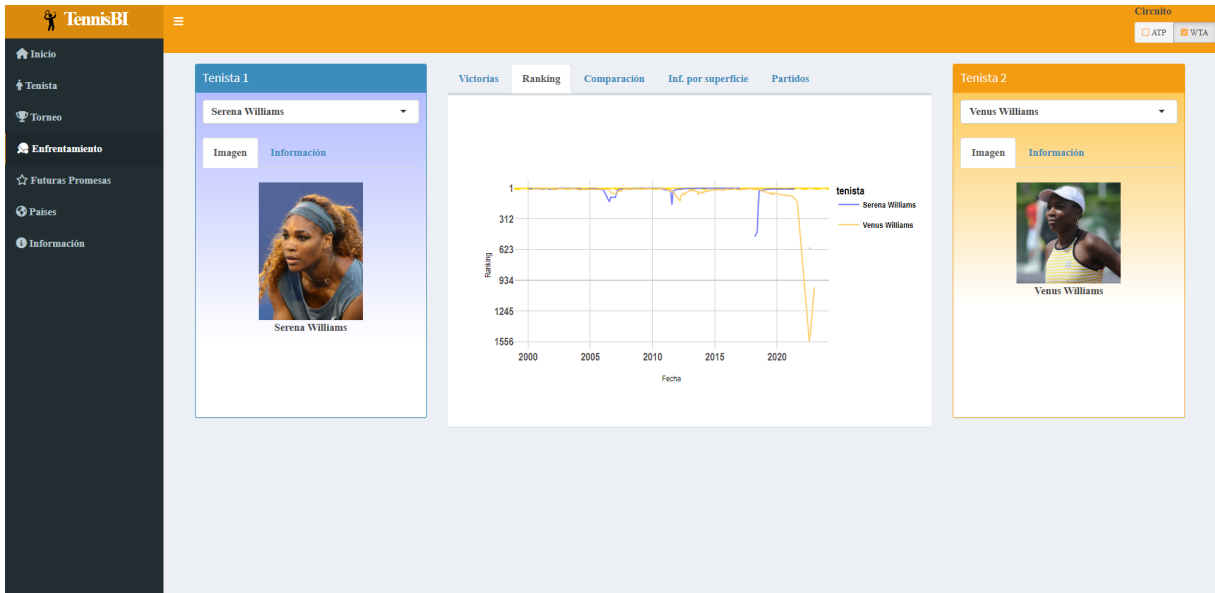 TennisBI
Circuito
ATP
WTA
Inicio
Tenista
Torneo
Enfrentamiento
Futuras Promesas
Países
Información
Tenista 1
Serena Williams
Imagen Información
Serena Williams
Victorias Ranking Comparación Inf. por superficie Partidos
1
312
623
934
1245
1556
Ranking
2000 2005 2010 2015 2020
Fecha
tenista
Serena Williams
Venus Williams
Tenista 2
Venus Williams
Imagen Información
Venus Williams